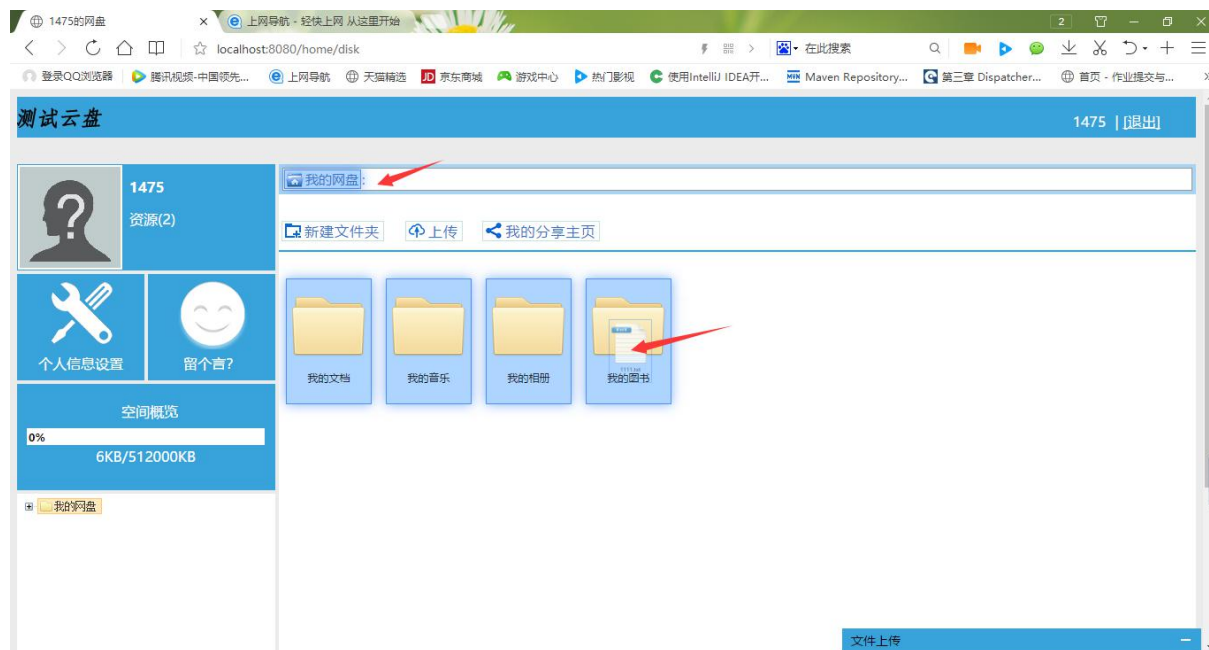 1475的网盘
上网导航 - 轻快上网 从这里开始
2
localhost:8080/home/disk
在此搜索
登录QQ浏览器
腾讯视频-中国领先...
上网导航
天猫精选
JD 京东商城
游戏中心
热门影视
使用IntelliJ IDEA开...
MVN Maven Repository...
第三章 Dispatcher...
首页 - 作业提交与...
测试云盘
1475 | [退出]
1475
资源(2)
我的网盘:
新建文件夹
上传
我的分享主页
个人信息设置
留个言?
我的文档
我的音乐
我的相册
我的图书
空间概览
0%
6KB/512000KB
我的网盘
文件上传